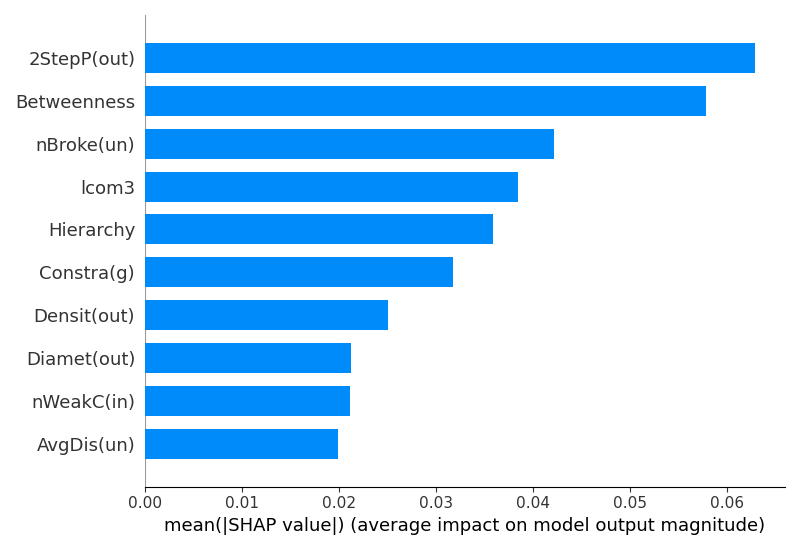 2StepP(out)
Betweenness
nBroke(un)
lcom3
Hierarchy
Constra(g)
Densit(out)
Diamet(out)
nWeakC(in)
AvgDis(un)
0.00 0.01 0.02 0.03 0.04 0.05 0.06
mean(|SHAP value|) (average impact on model output magnitude)